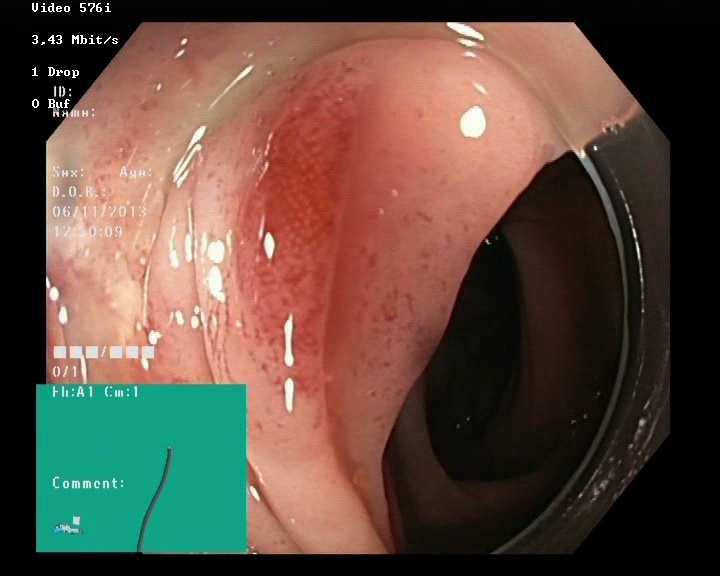 Video 576i
3,43 Mbit/s
1 Drop
ID:
0 Buf
Name:
Sex: Age:
D.O.B.:
06/11/2013
12:50:09
0/1
Ph:A1 Cm:1
Comment: